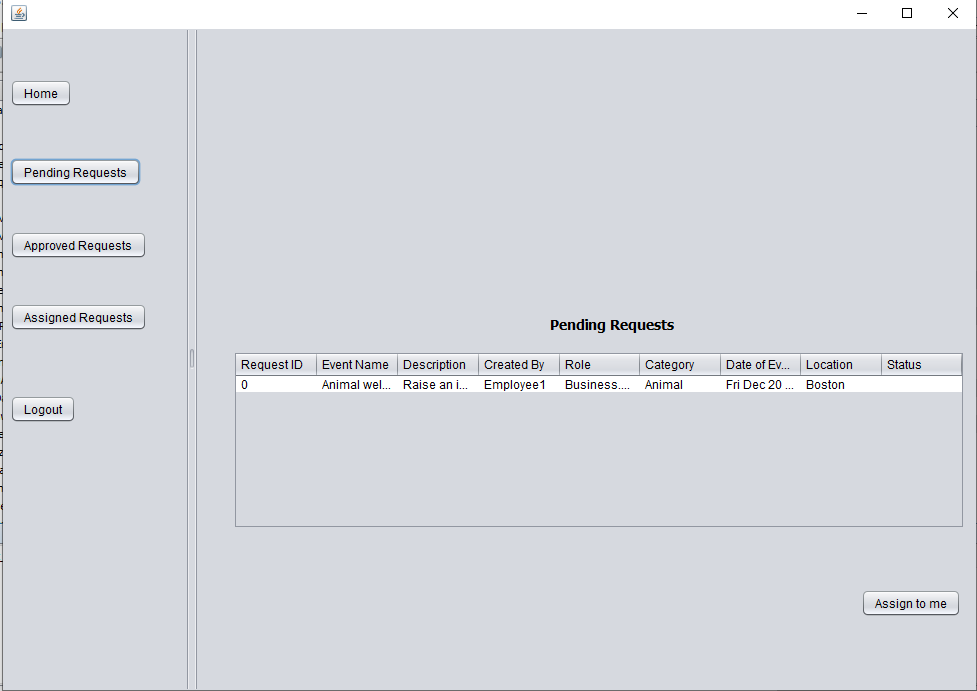 Home
Pending Requests
Approved Requests
Assigned Requests
Logout
Pending Requests
Request ID Event Name Description Created By Role Category Date of Ev... Location Status
0 Animal wel... Raise an i... Employee1 Business.... Animal Fri Dec 20 ... Boston
Assign to me